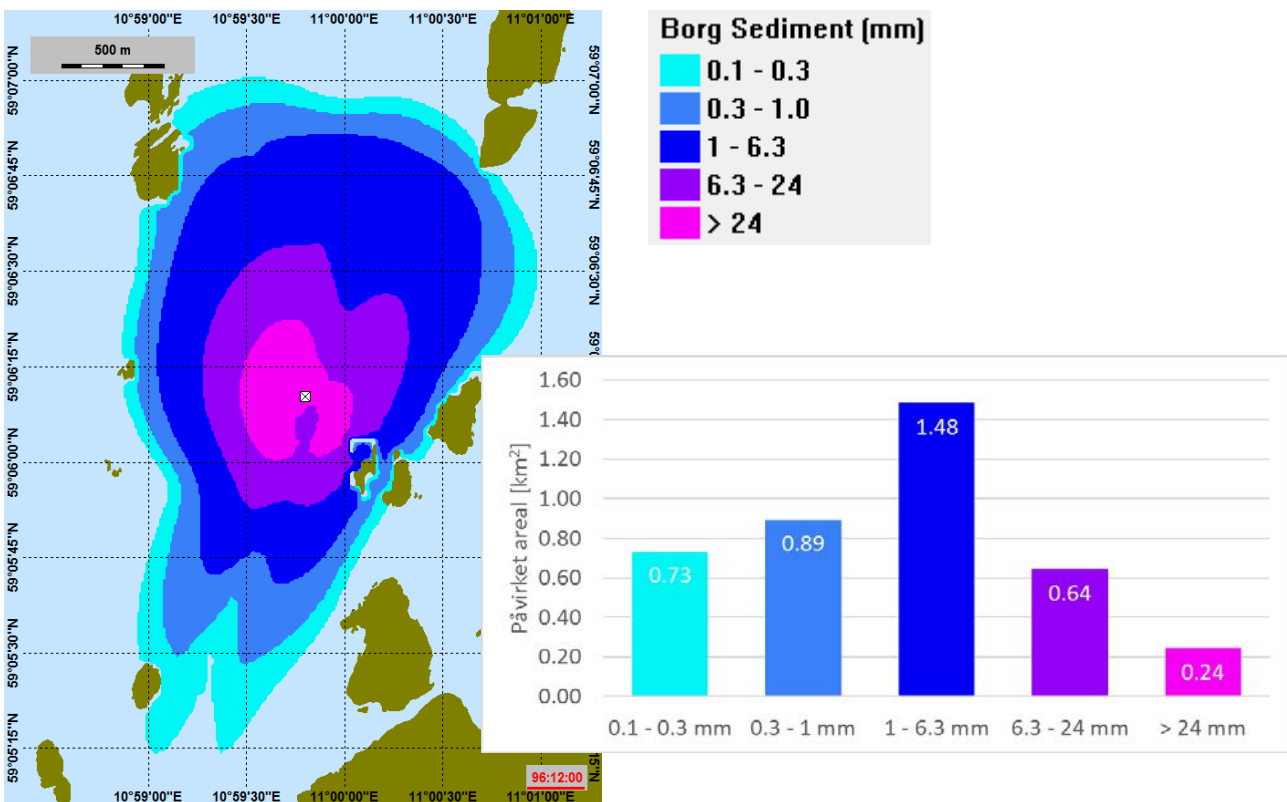 10°59'00"E 10°59'30"E 11°00'00"E 11°00'30"E 11°01'00"E
500 m
59°07'00"N 59°07'00"N
59°06'45"N 59°06'45"N
59°06'30"N 59°06'30"N
59°06'15"N
59°06'00"N
59°05'45"N
59°05'30"N
59°05'15"N
96:12:00
10°59'00"E 10°59'30"E 11°00'00"E 11°00'30"E 11°01'00"E
Borg Sediment (mm)
0.1 - 0.3
0.3 - 1.0
1 - 6.3
6.3 - 24
> 24
Påvirket areal [km²]
1.60
1.40
1.20
1.00
0.80
0.60
0.40
0.20
0.00
0.73
0.89
1.48
0.64
0.24
0.1 - 0.3 mm 0.3 - 1 mm 1 - 6.3 mm 6.3 - 24 mm > 24 mm